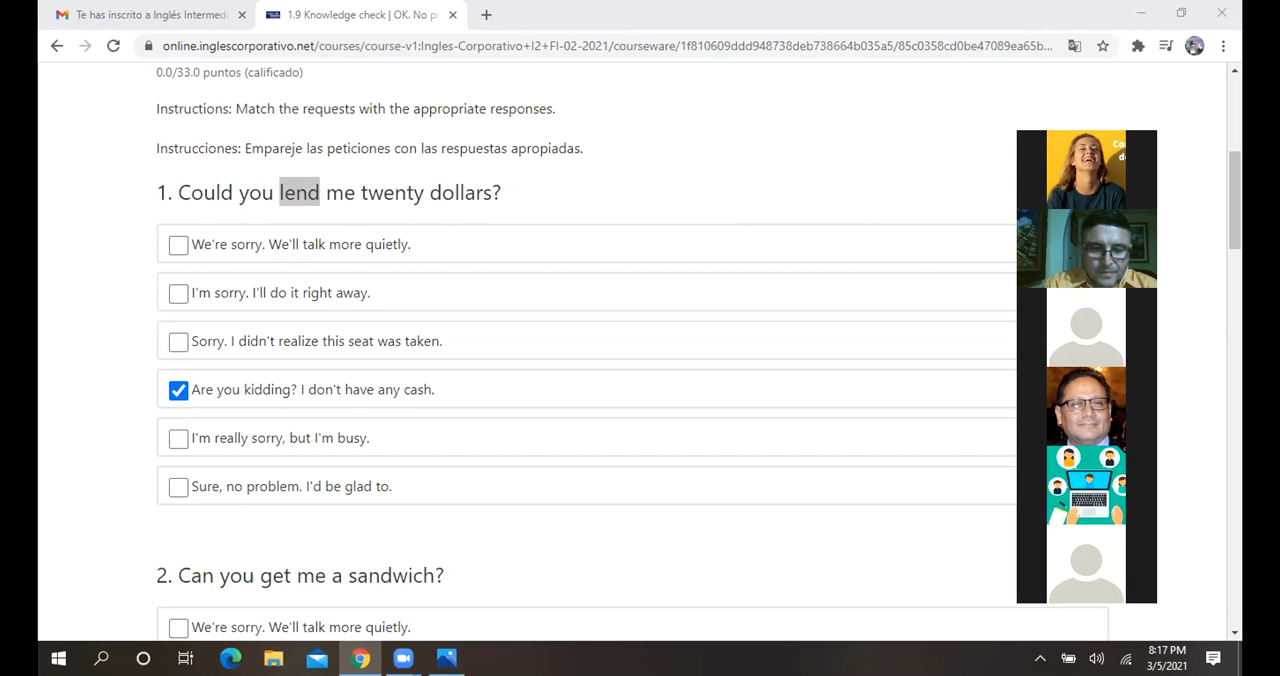 Te has inscrito a Inglés Intermedi
1.9 Knowledge check | OK. No pr
online.inglescorporativo.net/courses/course-v1:Ingles-Corporativo+I2+FI-02-2021/courseware/1f810609ddd948738deb738664b035a5/85c0358cd0be47089ea65b...
0.0/33.0 puntos (calificado)
Instructions: Match the requests with the appropriate responses.
Instrucciones: Empareje las peticiones con las respuestas apropiadas.
1. Could you lend me twenty dollars?
We're sorry. We'll talk more quietly.
I'm sorry. I'll do it right away.
Sorry. I didn't realize this seat was taken.
Are you kidding? I don't have any cash.
I'm really sorry, but I'm busy.
Sure, no problem. I'd be glad to.
2. Can you get me a sandwich?
We're sorry. We'll talk more quietly.
8:17 PM
3/5/2021